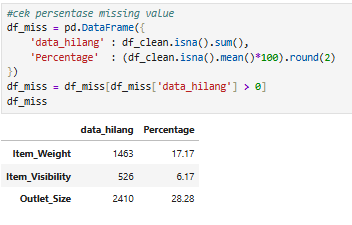 #cek persentase missing value
df_miss = pd.DataFrame({
    'data_hilang' : df_clean.isna().sum(),
    'Percentage' : (df_clean.isna().mean()*100).round(2)
})
df_miss = df_miss[df_miss['data_hilang'] > 0]
df_miss
data_hilang Percentage
Item_Weight 1463 17.17
Item_Visibility 526 6.17
Outlet_Size 2410 28.28